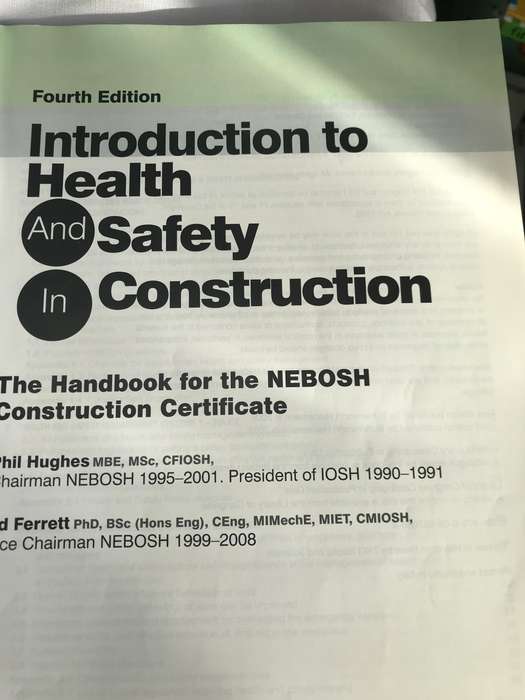 Fourth Edition
Introduction to
Health
And Safety
In Construction
The Handbook for the NEBOSH
Construction Certificate
Phil Hughes MBE, MSc, CFIOSH,
hairman NEBOSH 1995–2001. President of IOSH 1990–1991
d Ferrett PhD, BSc (Hons Eng), CEng, MIMechE, MIET, CMIOSH,
ce Chairman NEBOSH 1999–2008